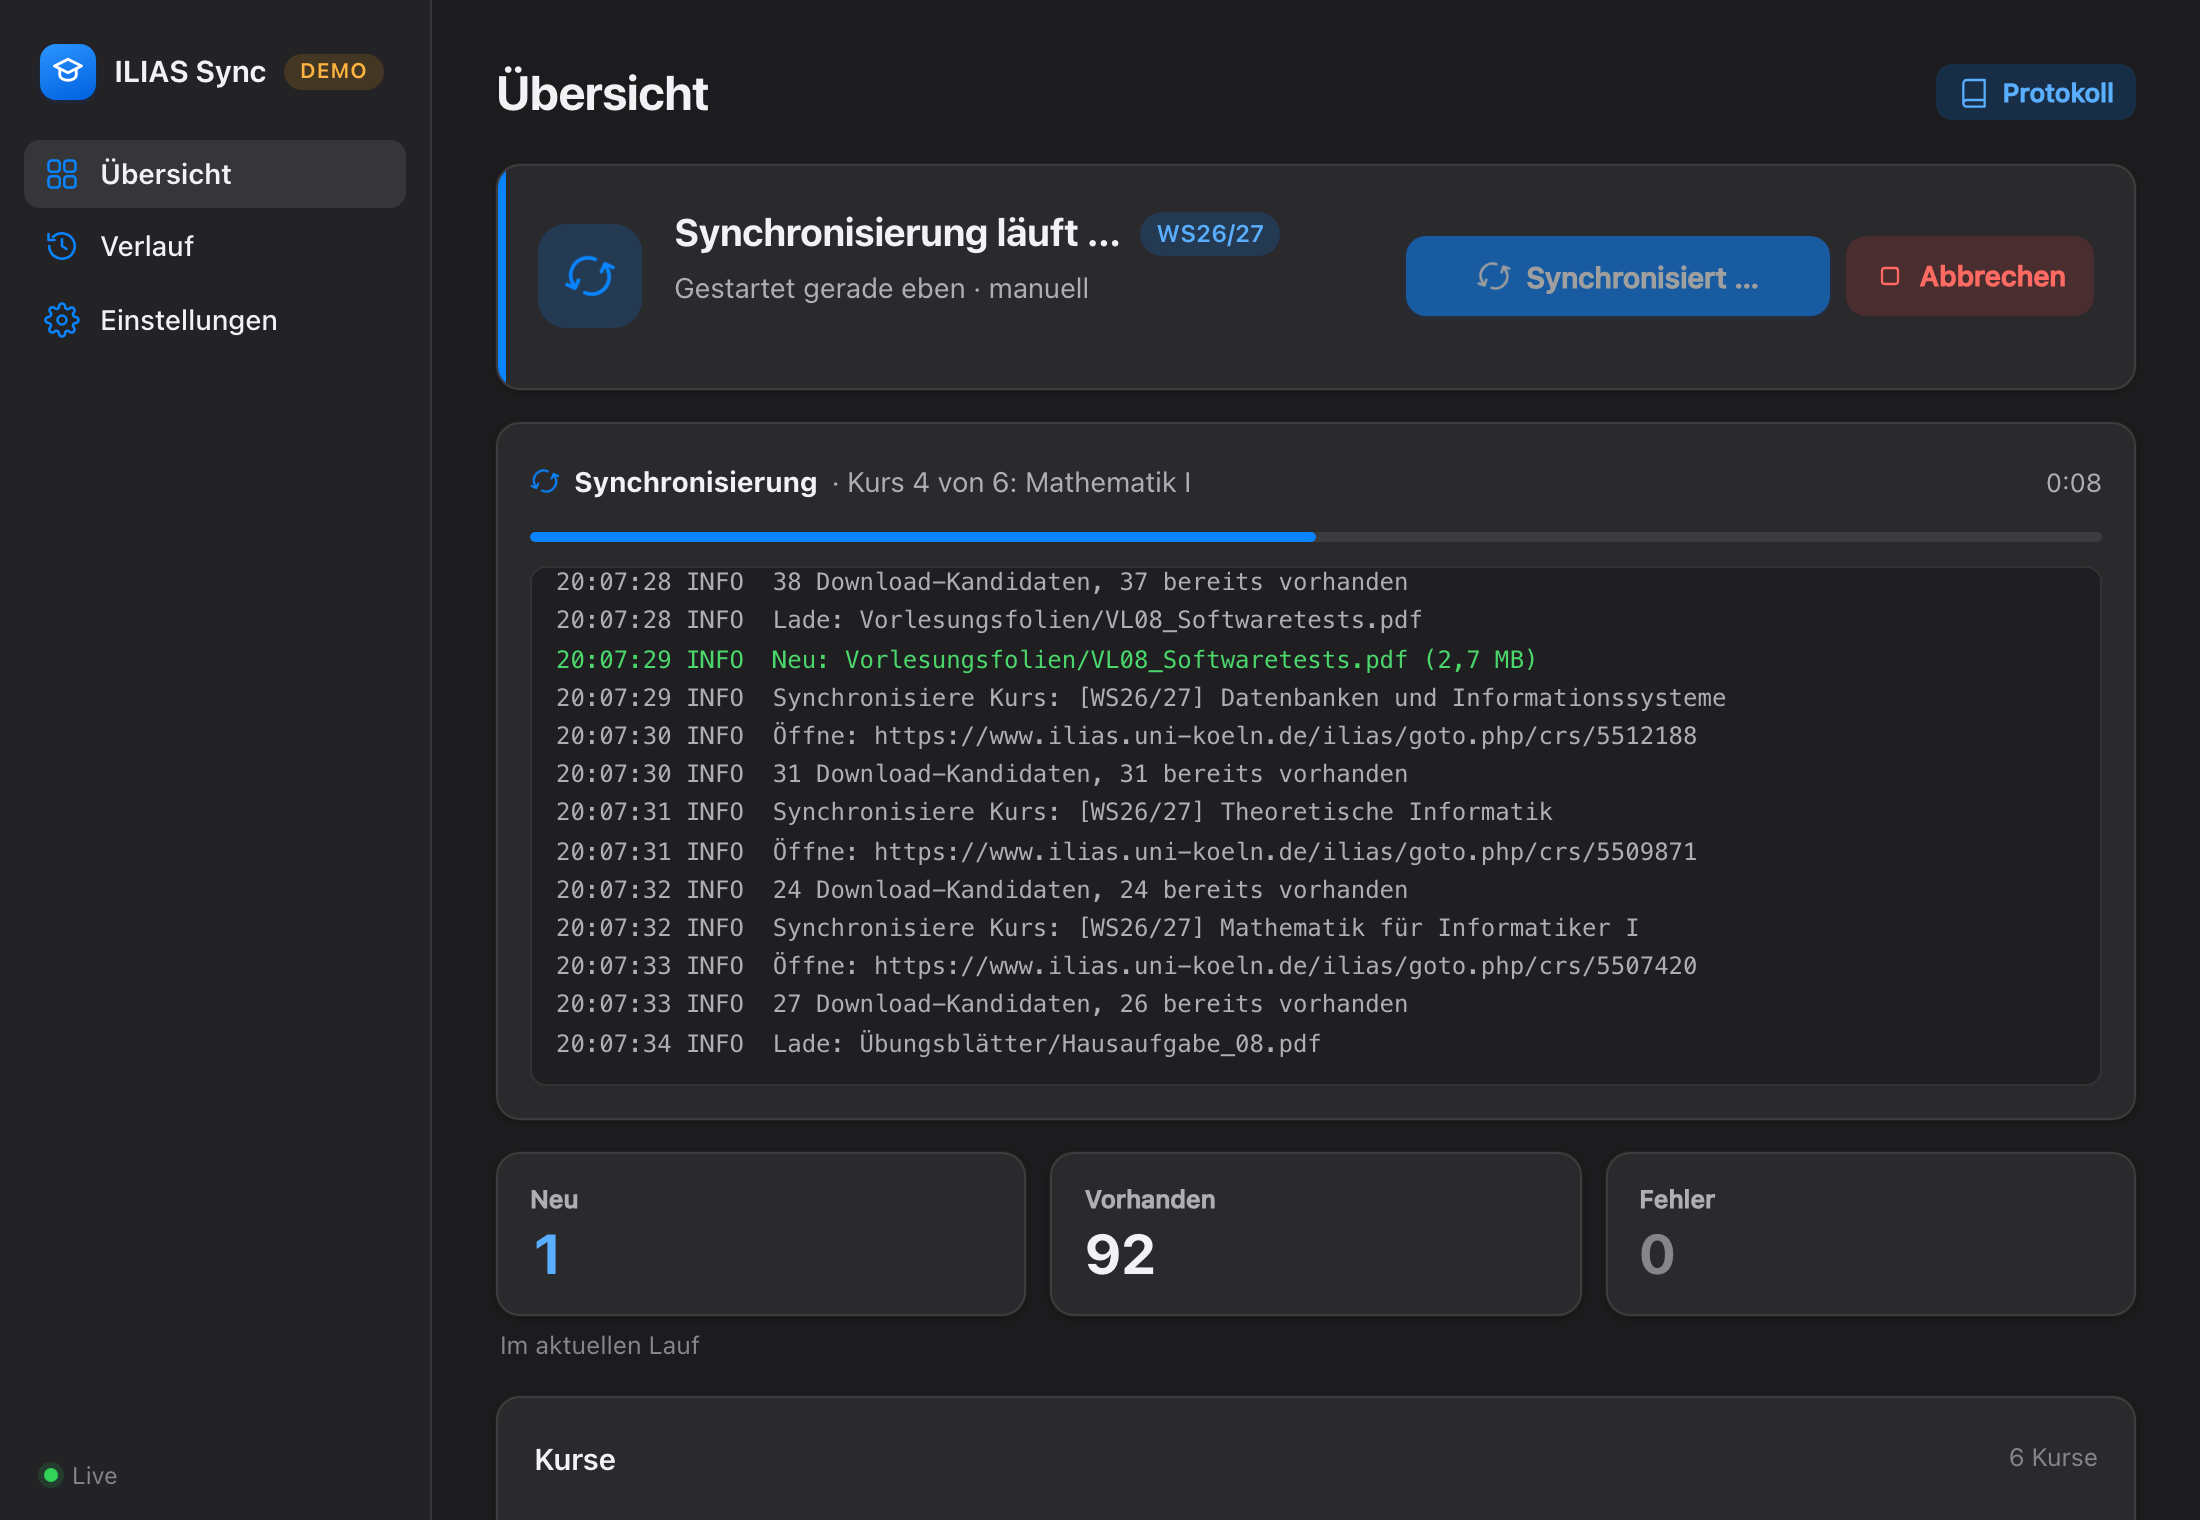 ILIAS Sync DEMO
Übersicht
Verlauf
Einstellungen
Live
Übersicht
Protokoll
Synchronisierung läuft ... WS26/27
Gestartet gerade eben · manuell
Synchronisiert ...
Abbrechen
Synchronisierung · Kurs 4 von 6: Mathematik I 0:08
20:07:28 INFO 38 Download-Kandidaten, 37 bereits vorhanden
20:07:28 INFO Lade: Vorlesungsfolien/VL08_Softwaretests.pdf
20:07:29 INFO Neu: Vorlesungsfolien/VL08_Softwaretests.pdf (2,7 MB)
20:07:29 INFO Synchronisiere Kurs: [WS26/27] Datenbanken und Informationssysteme
20:07:30 INFO Öffne: https://www.ilias.uni-koeln.de/ilias/goto.php/crs/5512188
20:07:30 INFO 31 Download-Kandidaten, 31 bereits vorhanden
20:07:31 INFO Synchronisiere Kurs: [WS26/27] Theoretische Informatik
20:07:31 INFO Öffne: https://www.ilias.uni-koeln.de/ilias/goto.php/crs/5509871
20:07:32 INFO 24 Download-Kandidaten, 24 bereits vorhanden
20:07:32 INFO Synchronisiere Kurs: [WS26/27] Mathematik für Informatiker I
20:07:33 INFO Öffne: https://www.ilias.uni-koeln.de/ilias/goto.php/crs/5507420
20:07:33 INFO 27 Download-Kandidaten, 26 bereits vorhanden
20:07:34 INFO Lade: Übungsblätter/Hausaufgabe_08.pdf
Neu
1
Vorhanden
92
Fehler
0
Im aktuellen Lauf
Kurse
6 Kurse